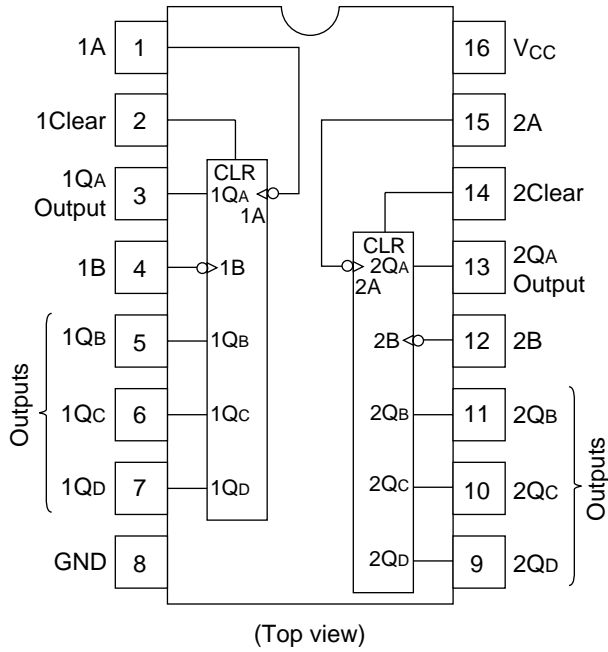 1A 1 16 VCC
1Clear 2 15 2A
1QA Output 3 14 2Clear
1B 4 13 2QA Output
1QB 5 12 2B
1QC 6 11 2QB
1QD 7 10 2QC
GND 8 9 2QD
Outputs
Outputs
CLR
1QA
1A
1B
1QB
1QC
1QD
CLR
2QA
2A
2B
2QB
2QC
2QD
(Top view)